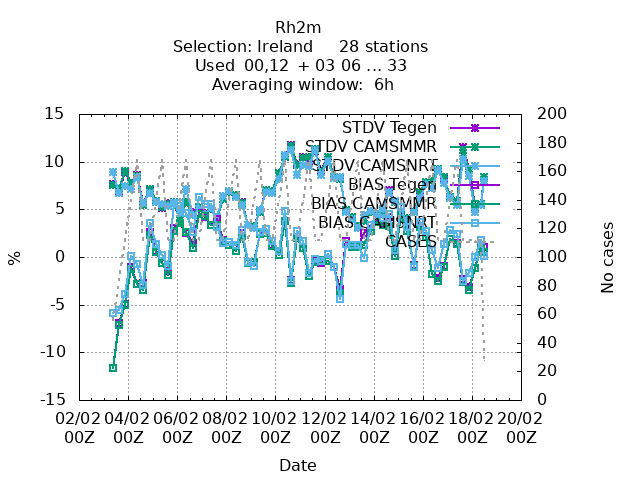 Rh2m
Selection: Ireland 28 stations
Used 00,12 + 03 06 ... 33
Averaging window: 6h
STDV Tegen
STDV CAMSMMR
STDV CAMSNRT
BIAS Tegen
BIAS CAMSMMR
BIAS CAMSNRT
CASES
15
10
5
0
-5
-10
-15
%
200
180
160
140
120
100
80
60
40
20
0
No cases
02/02 04/02 06/02 08/02 10/02 12/02 14/02 16/02 18/02 20/02
00Z 00Z 00Z 00Z 00Z 00Z 00Z 00Z 00Z 00Z
Date